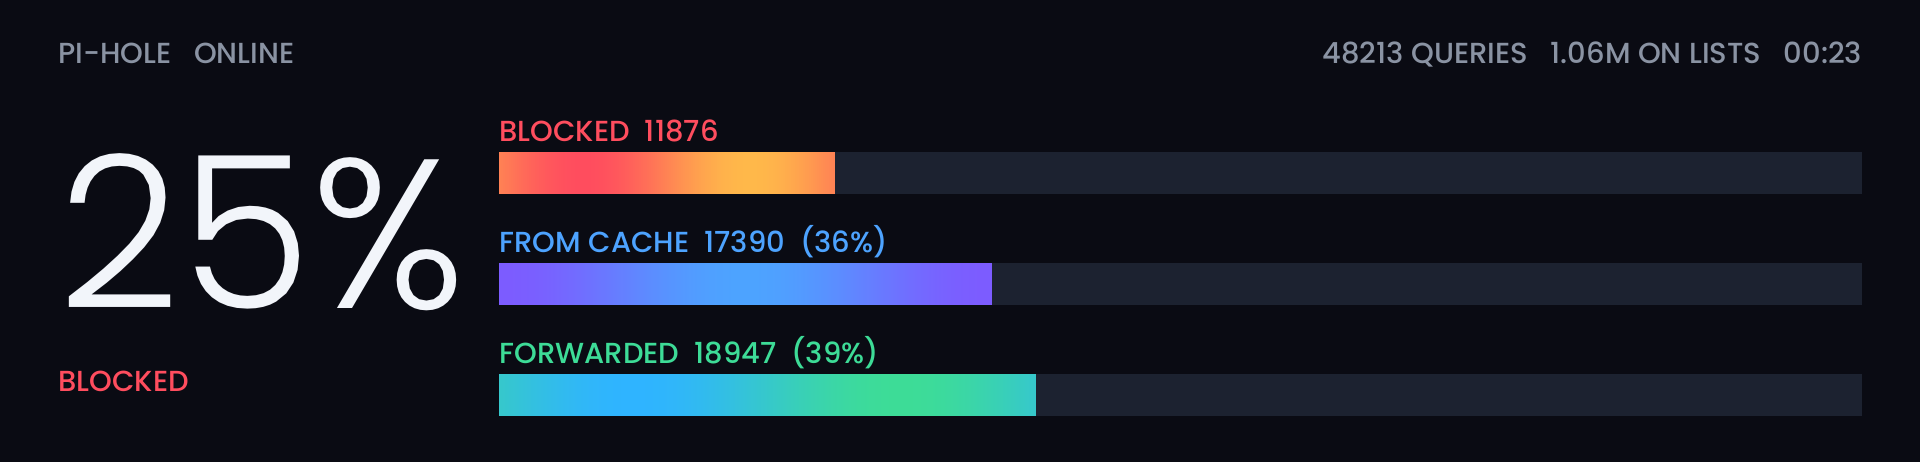 PI-HOLE ONLINE
48213 QUERIES 1.06M ON LISTS 00:23
25%
BLOCKED
BLOCKED 11876
FROM CACHE 17390 (36%)
FORWARDED 18947 (39%)